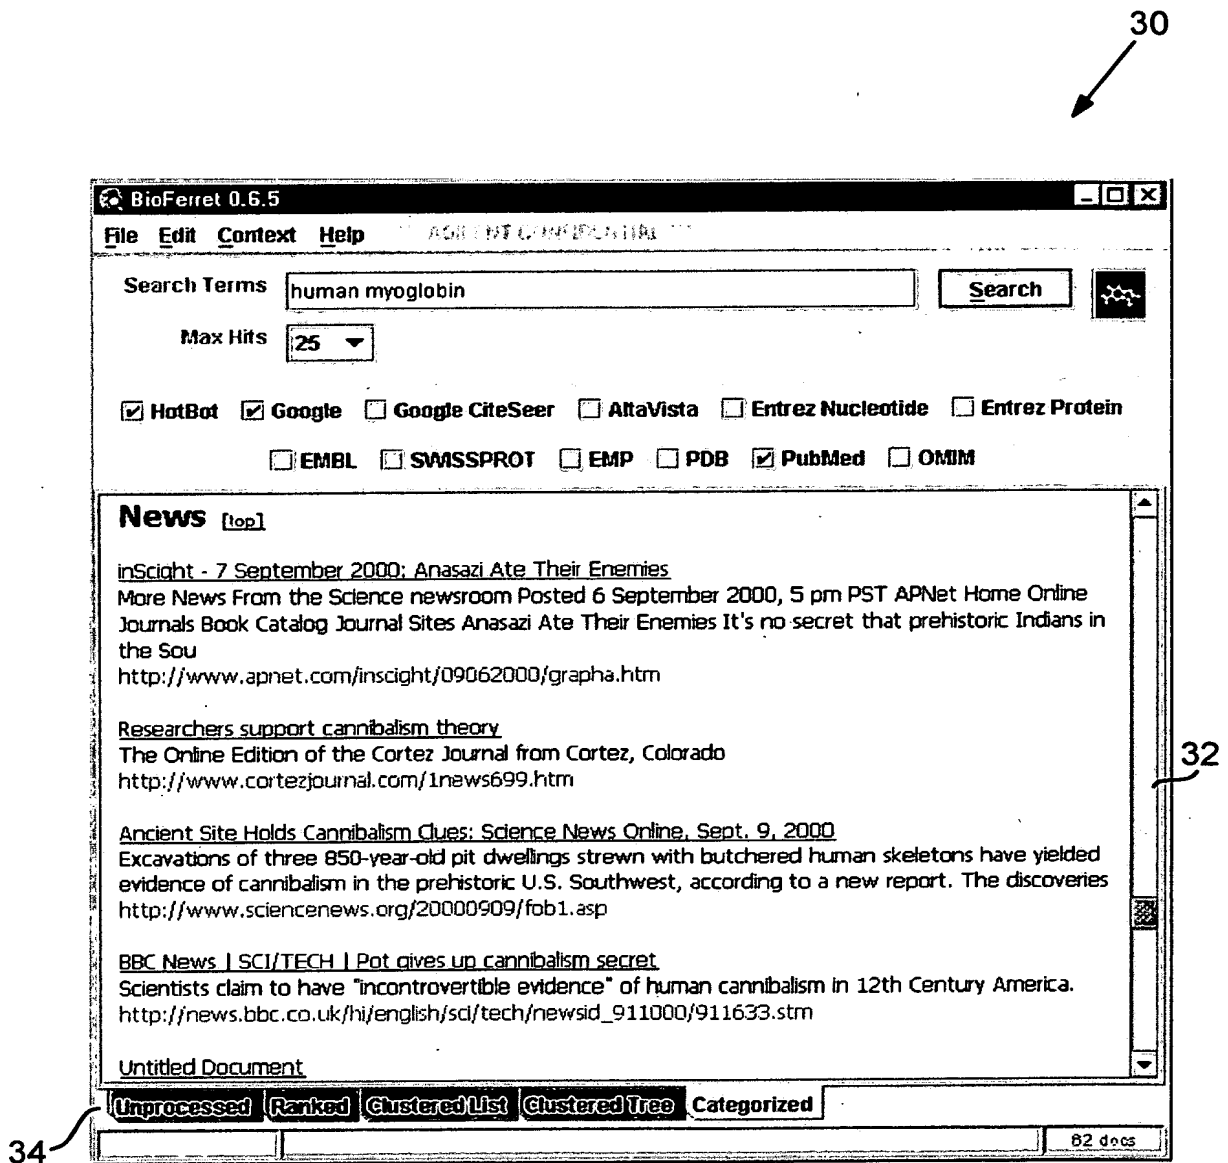 30
BioFerret 0.6.5
File Edit Context Help AGILENT CONFIDENTIAL
Search Terms human myoglobin Search
Max Hits 25
HotBot Google Google CiteSeer AltaVista Entrez Nucleotide Entrez Protein
EMBL SWISSPROT EMP PDB PubMed OMIM
News [top]
inScight - 7 September 2000: Anasazi Ate Their Enemies
More News From the Science newsroom Posted 6 September 2000, 5 pm PST APNet Home Online
Journals Book Catalog Journal Sites Anasazi Ate Their Enemies It's no secret that prehistoric Indians in
the Sou
http://www.apnet.com/inscight/09062000/grapha.htm
Researchers support cannibalism theory
The Online Edition of the Cortez Journal from Cortez, Colorado
32
http://www.cortezjournal.com/1news699.htm
Ancient Site Holds Cannibalism Clues: Science News Online, Sept. 9, 2000
Excavations of three 850-year-old pit dwellings strewn with butchered human skeletons have yielded
evidence of cannibalism in the prehistoric U.S. Southwest, according to a new report. The discoveries
http://www.sciencenews.org/20000909/fob1.asp
BBC News | SCI/TECH | Pot gives up cannibalism secret
Scientists claim to have "incontrovertible evidence" of human cannibalism in 12th Century America.
http://news.bbc.co.uk/hi/english/sci/tech/newsid_911000/911633.stm
Untitled Document
Unprocessed Ranked Clustered List Clustered Tree Categorized
34
82 docs